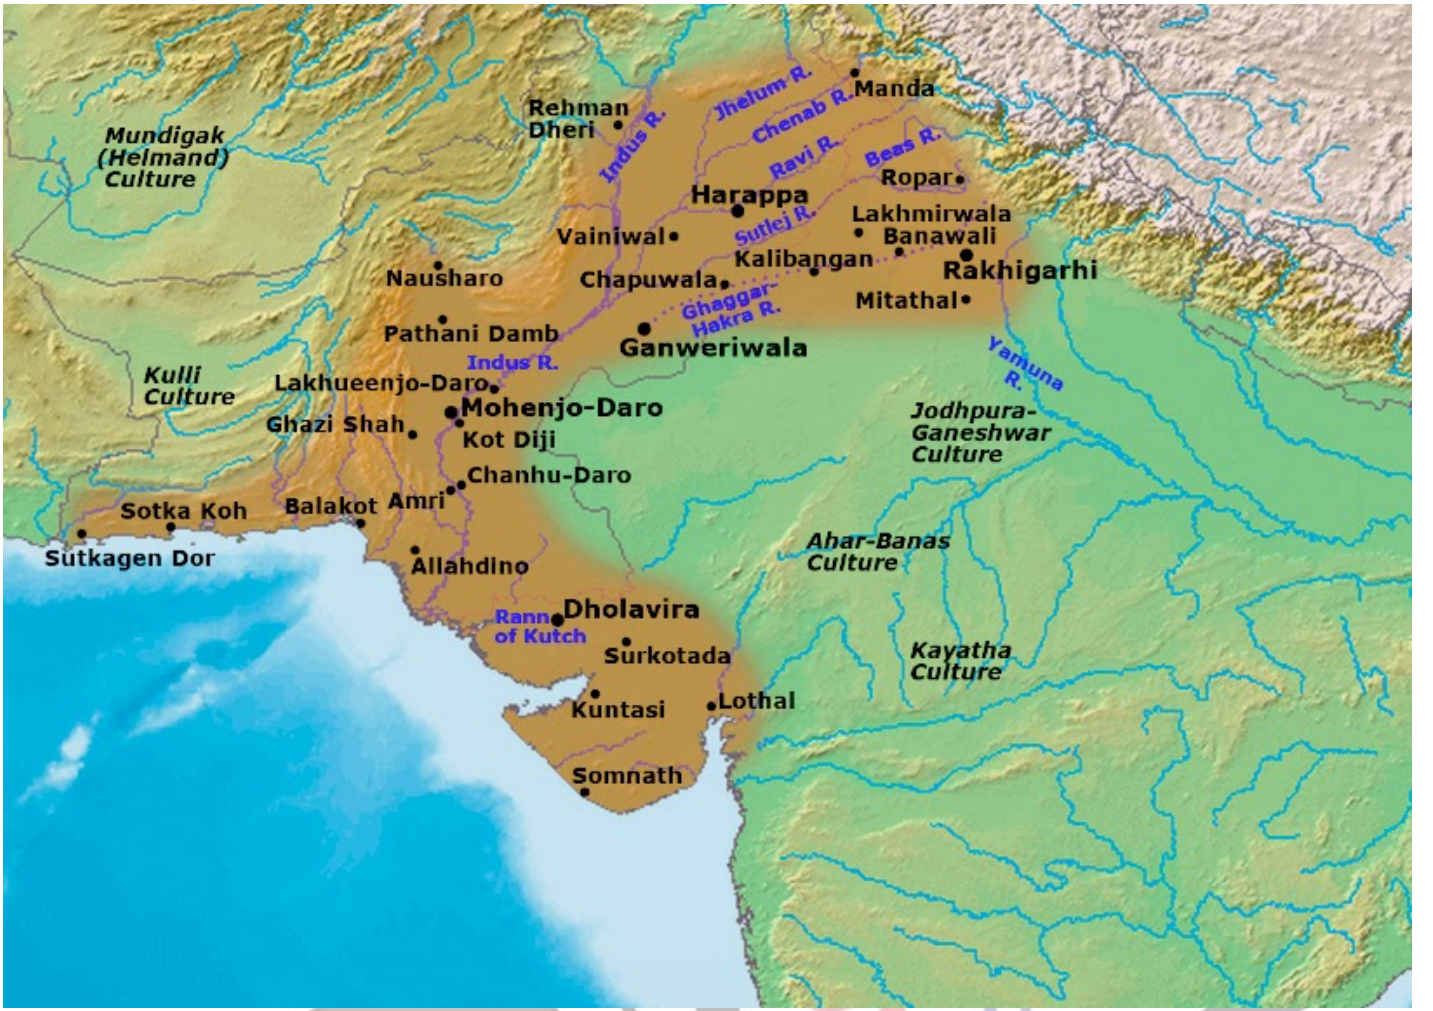 Manda
Jhelum R.
Chenab R.
Rehman
Dheri
Indus R.
Mundigak
(Helmand)
Culture
Ravi R.
Beas R.
Ropar
Harappa
Lakhmirwala
Sutlej R.
Banawali
Vainiwal
Kalibangan
Rakhigarhi
Nausharo
Chapuwala
Mitathal
Ghaggar-
Hakra R.
Pathani Damb
Ganweriwala
Indus R.
Yamuna
R.
Kulli
Culture
Lakhueenjo-Daro
Mohenjo-Daro
Ghazi Shah
Kot Diji
Jodhpura-
Ganeshwar
Culture
Chanhu-Daro
Amri
Balakot
Sotka Koh
Sutkagen Dor
Allahdino
Ahar-Banas
Culture
Dholavira
Rann
of Kutch
Surkotada
Kayatha
Culture
Kuntasi
Lothal
Somnath